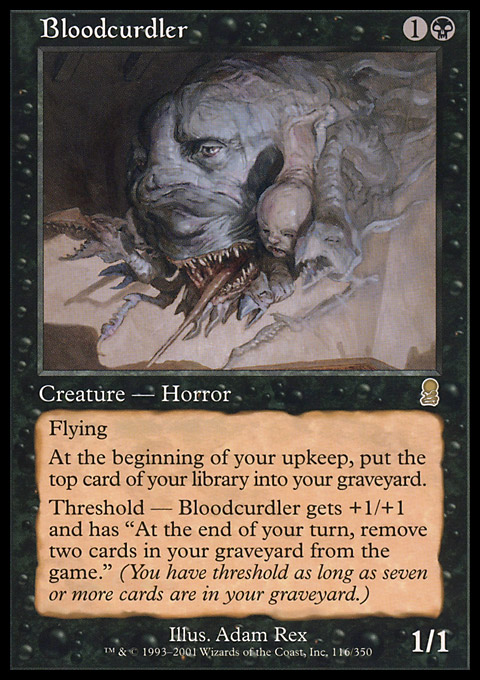 Bloodcurdler 1
Creature — Horror
Flying
At the beginning of your upkeep, put the
top card of your library into your graveyard.
Threshold — Bloodcurdler gets +1/+1
and has “At the end of your turn, remove
two cards in your graveyard from the
game.” (You have threshold as long as seven
or more cards are in your graveyard.)
Illus. Adam Rex
1/1
™ & © 1993–2001 Wizards of the Coast, Inc. 116/350